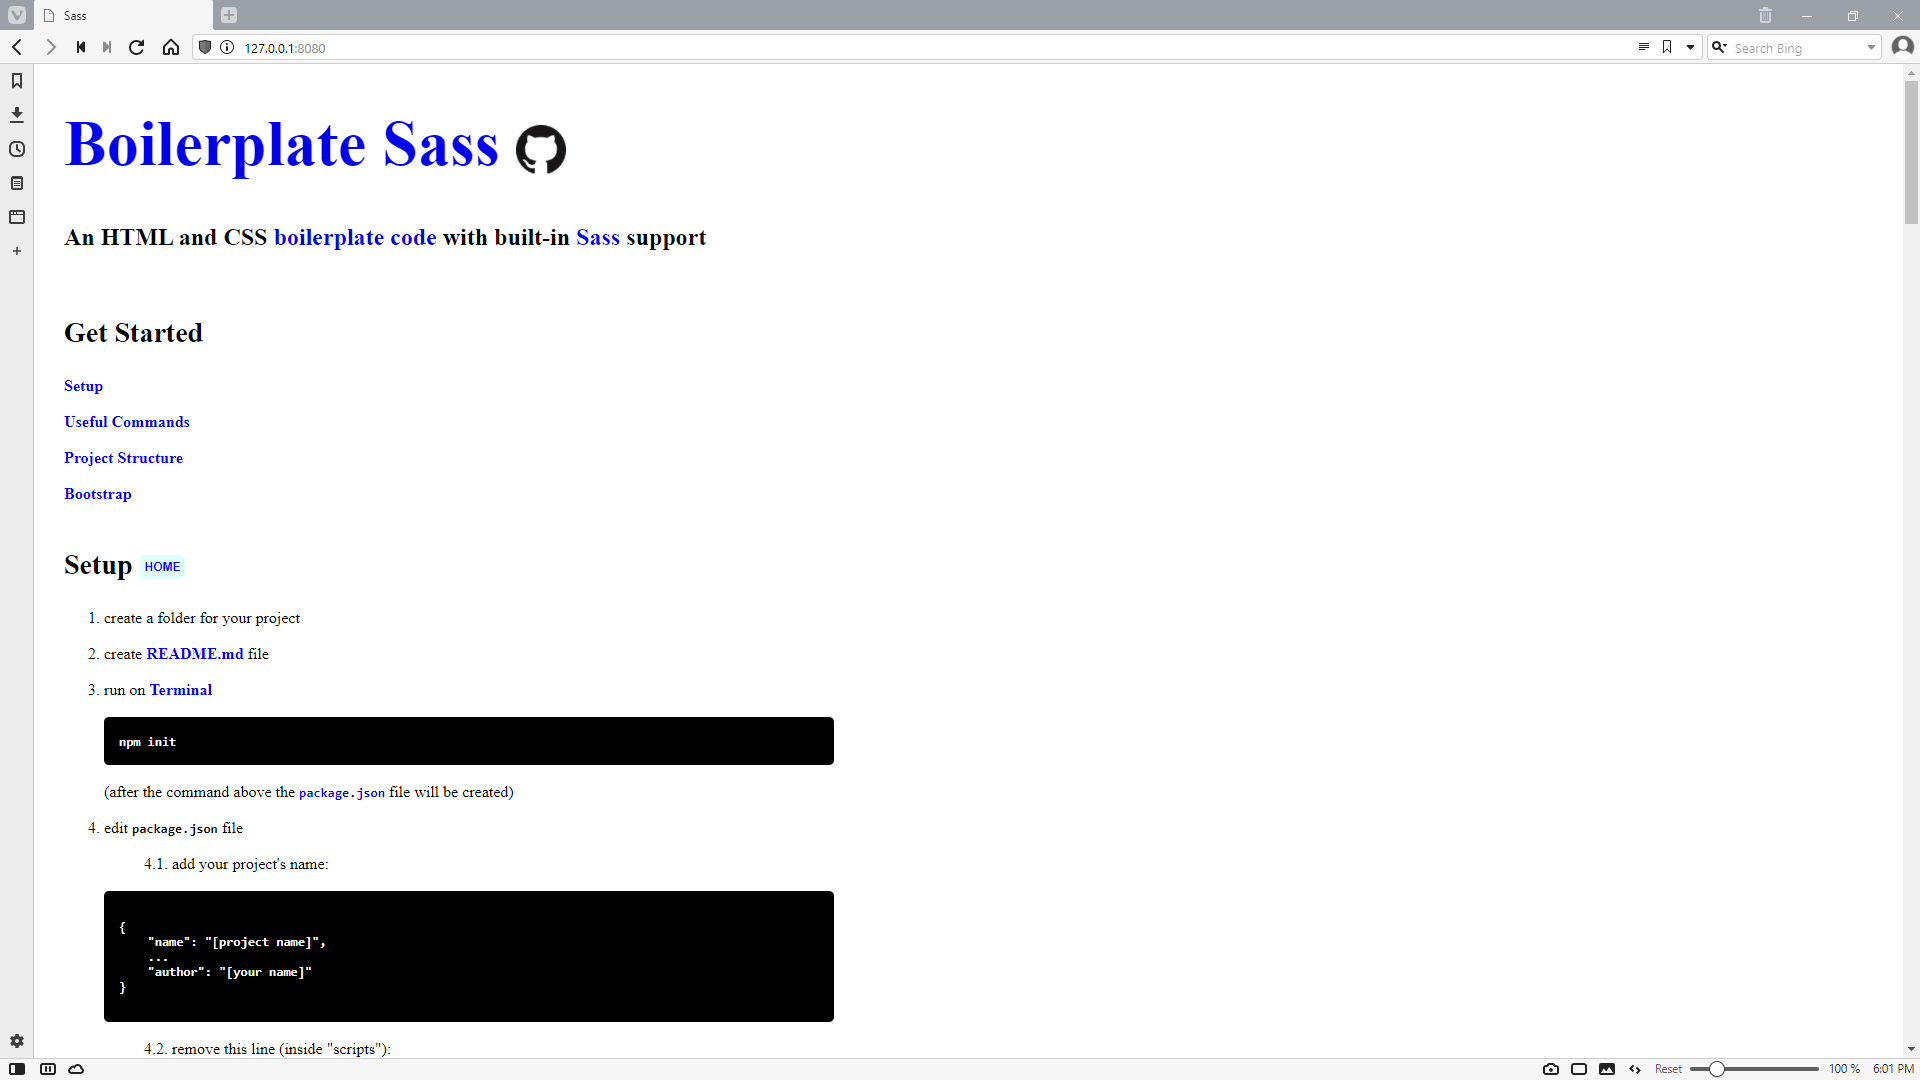 Sass
127.0.0.1:8080
Search Bing
Boilerplate Sass
An HTML and CSS boilerplate code with built-in Sass support
Get Started
Setup
Useful Commands
Project Structure
Bootstrap
Setup HOME
1. create a folder for your project
2. create README.md file
3. run on Terminal
npm init
(after the command above the package.json file will be created)
4. edit package.json file
4.1. add your project's name:
{
"name": "[project name]",
...
"author": "[your name]"
}
4.2. remove this line (inside "scripts"):
Reset 100 % 6:01 PM